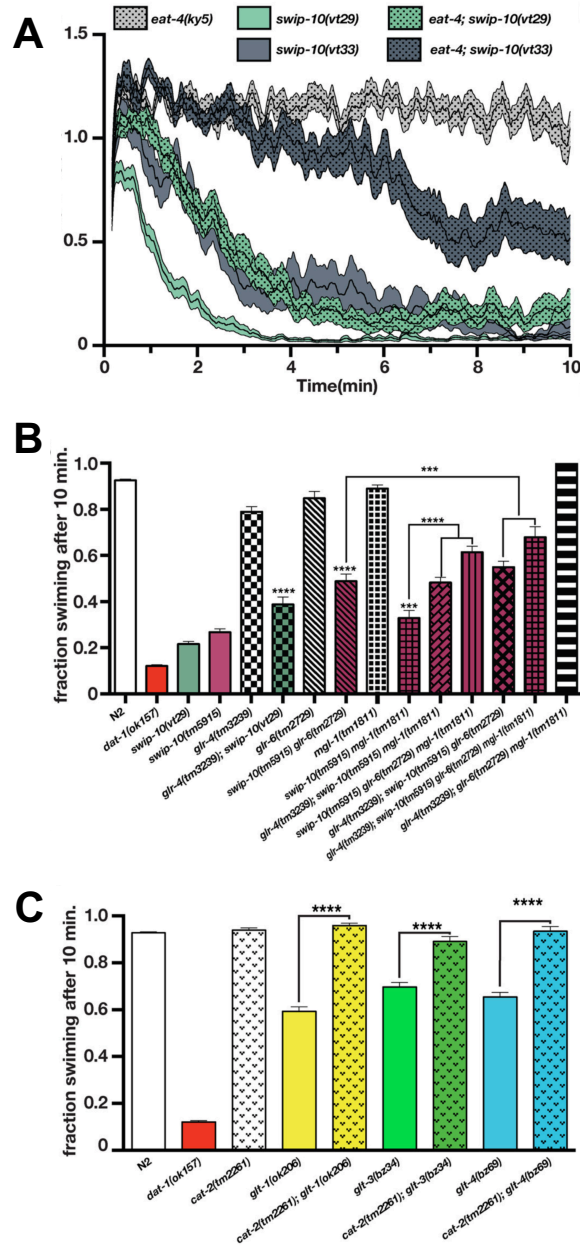 A
eat-4(ky5) swip-10(vt29) eat-4; swip-10(vt29)
swip-10(vt33) eat-4; swip-10(vt33)
1.5
1.0
0.5
0
0 2 4 6 8 10
Time(min)
B
fraction swiming after 10 min.
1.0
0.8
0.6
0.4
0.2
0
****
****
***
****
***
N2
dat-1(ok157)
swip-10(vt29)
swip-10(tm5915)
glr-4(tm3239)
glr-4(tm3239); swip-10(vt29)
glr-6(tm2729)
swip-10(tm5915) glr-6(tm2729)
mgl-1(tm1811)
swip-10(tm5915) mgl-1(tm1811)
glr-4(tm3239); swip-10(tm5915) mgl-1(tm1811)
swip-10(tm5915) glr-6(tm2729) mgl-1(tm1811)
glr-4(tm3239); swip-10(tm5915) glr-6(tm2729)
glr-4(tm3239); swip-10(tm5915) glr-6(tm2729) mgl-1(tm1811)
glr-4(tm3239); glr-6(tm2729) mgl-1(tm1811)
C
fraction swiming after 10 min.
1.0
0.8
0.6
0.4
0.2
0
****
****
****
N2
dat-1(ok157)
cat-2(tm2261)
glt-1(ok206)
cat-2(tm2261); glt-1(ok206)
glt-3(bz34)
cat-2(tm2261); glt-3(bz34)
glt-4(bz69)
cat-2(tm2261); glt-4(bz69)